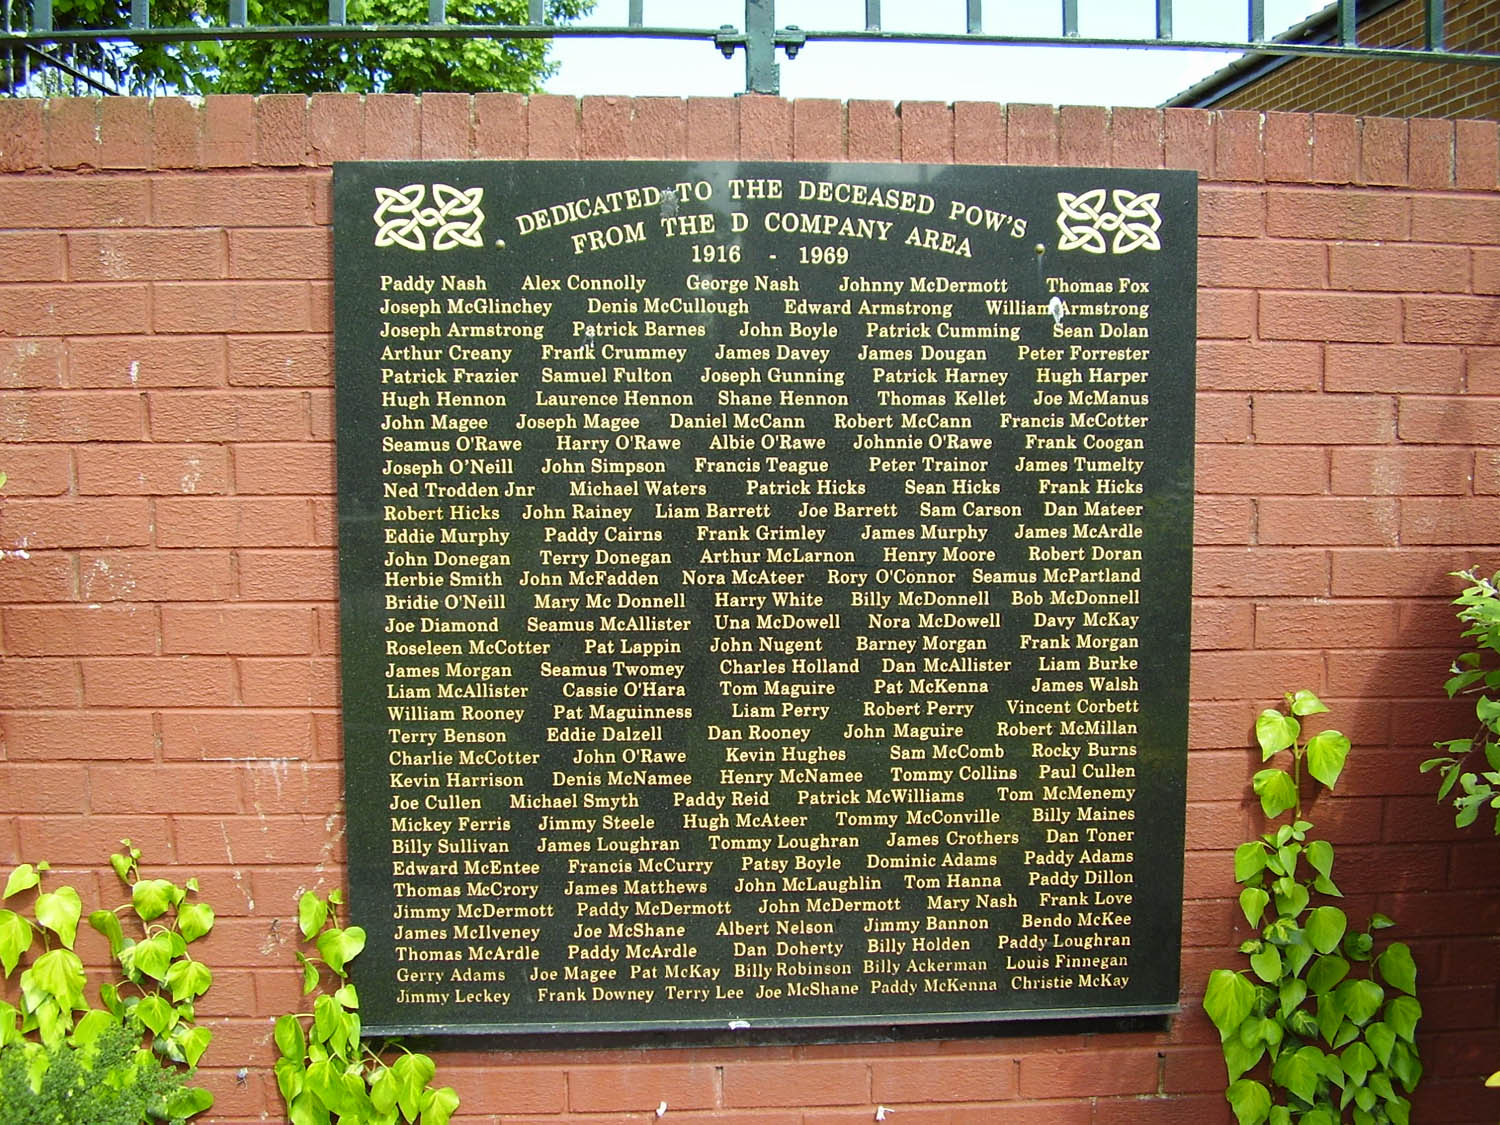 DEDICATED TO THE DECEASED POW'S
FROM THE D COMPANY AREA
1916 - 1969
Paddy Nash Alex Connolly George Nash Johnny McDermott Thomas Fox
Joseph McGlinchey Denis McCullough Edward Armstrong William Armstrong
Joseph Armstrong Patrick Barnes John Boyle Patrick Cumming Sean Dolan
Arthur Creany Frank Crummey James Davey James Dougan Peter Forrester
Patrick Frazier Samuel Fulton Joseph Gunning Patrick Harney Hugh Harper
Hugh Hennon Laurence Hennon Shane Hennon Thomas Kellet Joe McManus
John Magee Joseph Magee Daniel McCann Robert McCann Francis McCotter
Seamus O'Rawe Harry O'Rawe Albie O'Rawe Johnnie O'Rawe Frank Coogan
Joseph O'Neill John Simpson Francis Teague Peter Trainor James Tumelty
Ned Trodden Jnr Michael Waters Patrick Hicks Sean Hicks Frank Hicks
Robert Hicks John Rainey Liam Barrett Joe Barrett Sam Carson Dan Mateer
Eddie Murphy Paddy Cairns Frank Grimley James Murphy James McArdle
John Donegan Terry Donegan Arthur McLarnon Henry Moore Robert Doran
Herbie Smith John McFadden Nora McAteer Rory O'Connor Seamus McPartland
Bridie O'Neill Mary Mc Donnell Harry White Billy McDonnell Bob McDonnell
Joe Diamond Seamus McAllister Una McDowell Nora McDowell Davy McKay
Roseleen McCotter Pat Lappin John Nugent Barney Morgan Frank Morgan
James Morgan Seamus Twomey Charles Holland Dan McAllister Liam Burke
Liam McAllister Cassie O'Hara Tom Maguire Pat McKenna James Walsh
William Rooney Pat Maguinness Liam Perry Robert Perry Vincent Corbett
Terry Benson Eddie Dalzell Dan Rooney John Maguire Robert McMillan
Charlie McCotter John O'Rawe Kevin Hughes Sam McComb Rocky Burns
Kevin Harrison Denis McNamee Henry McNamee Tommy Collins Paul Cullen
Joe Cullen Michael Smyth Paddy Reid Patrick McWilliams Tom McMenemy
Mickey Ferris Jimmy Steele Hugh McAteer Tommy McConville Billy Maines
Billy Sullivan James Loughran Tommy Loughran James Crothers Dan Toner
Edward McEntee Francis McCurry Patsy Boyle Dominic Adams Paddy Adams
Thomas McCrory James Matthews John McLaughlin Tom Hanna Paddy Dillon
Jimmy McDermott Paddy McDermott John McDermott Mary Nash Frank Love
James McIlveney Joe McShane Albert Nelson Jimmy Bannon Bendo McKee
Thomas McArdle Paddy McArdle Dan Doherty Billy Holden Paddy Loughran
Gerry Adams Joe Magee Pat McKay Billy Robinson Billy Ackerman Louis Finnegan
Jimmy Leckey Frank Downey Terry Lee Joe McShane Paddy McKenna Christie McKay